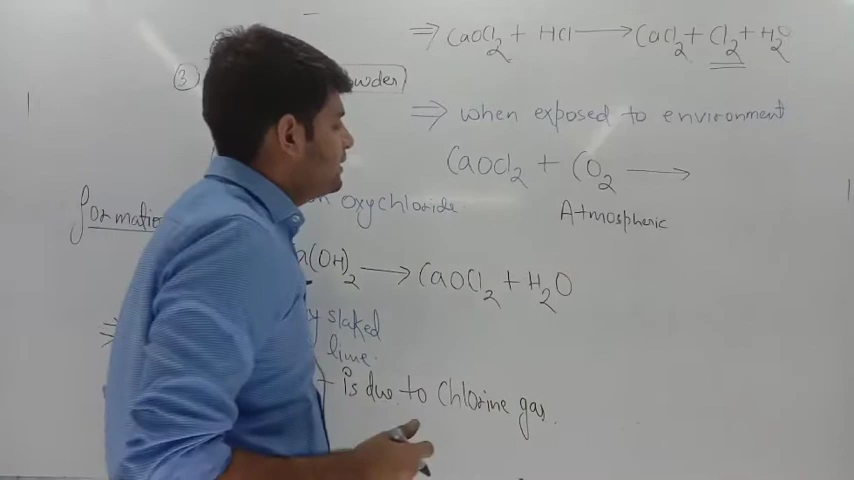 ⇒ CaOCl₂ + HCl → CaCl₂ + Cl₂ + H₂O
③
⇒ when exposed to environment
CaOCl₂ + CO₂ →
Atmospheric
Formation
oxychloride
(OH)₂ → CaOCl₂ + H₂O
⇒
slaked
lime.
is due to Chlorine gas.